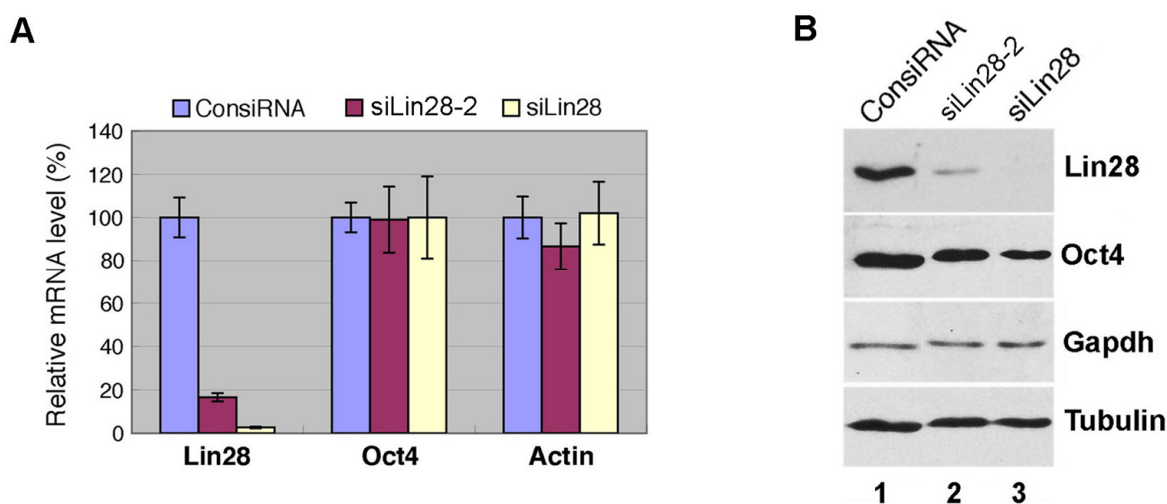 A
ConsiRNA siLin28-2 siLin28
Relative mRNA level (%)
140
120
100
80
60
40
20
0
Lin28 Oct4 Actin
B
ConsiRNA siLin28-2 siLin28
Lin28
Oct4
Gapdh
Tubulin
1 2 3